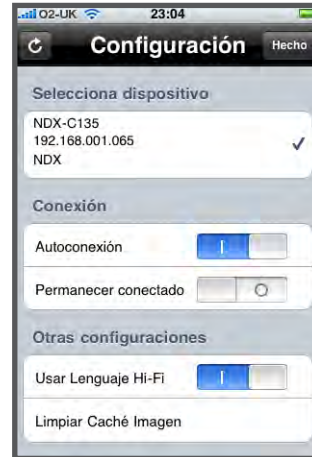 O2-UK 23:04
Configuración Hecho
Selecciona dispositivo
NDX-C135
192.168.001.065
NDX
Conexión
Autoconexión
Permanecer conectado
Otras configuraciones
Usar Lenguaje Hi-Fi
Limpiar Caché Imagen